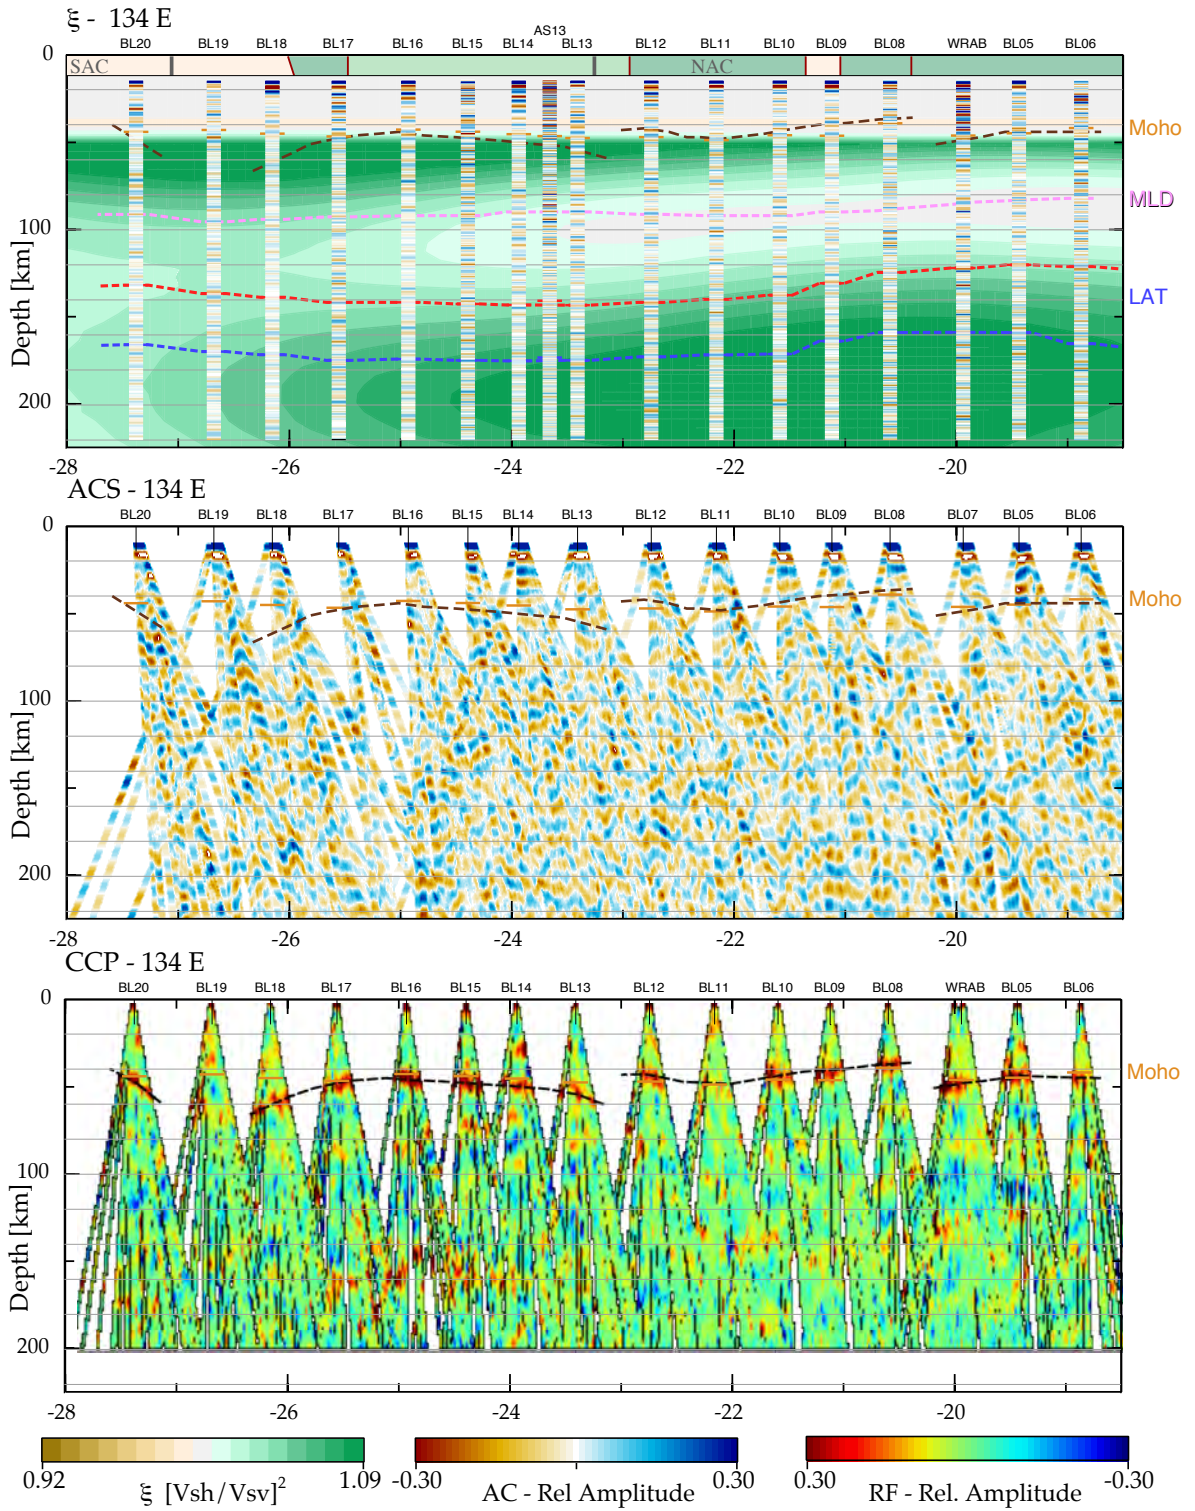 ξ - 134 E
AS13
BL20 BL19 BL18 BL17 BL16 BL15 BL14 BL13 BL12 BL11 BL10 BL09 BL08 WRAB BL05 BL06
0
SAC NAC
Moho
MLD
100
LAT
200
Depth [km]
-28 -26 -24 -22 -20
ACS - 134 E
BL20 BL19 BL18 BL17 BL16 BL15 BL14 BL13 BL12 BL11 BL10 BL09 BL08 BL07 BL05 BL06
0
Moho
100
200
Depth [km]
-28 -26 -24 -22 -20
CCP - 134 E
BL20 BL19 BL18 BL17 BL16 BL15 BL14 BL13 BL12 BL11 BL10 BL09 BL08 WRAB BL05 BL06
0
Moho
100
200
Depth [km]
-28 -26 -24 -22 -20
0.92 1.09 -0.30 0.30 0.30 -0.30
ξ [Vsh/Vsv]² AC - Rel Amplitude RF - Rel. Amplitude